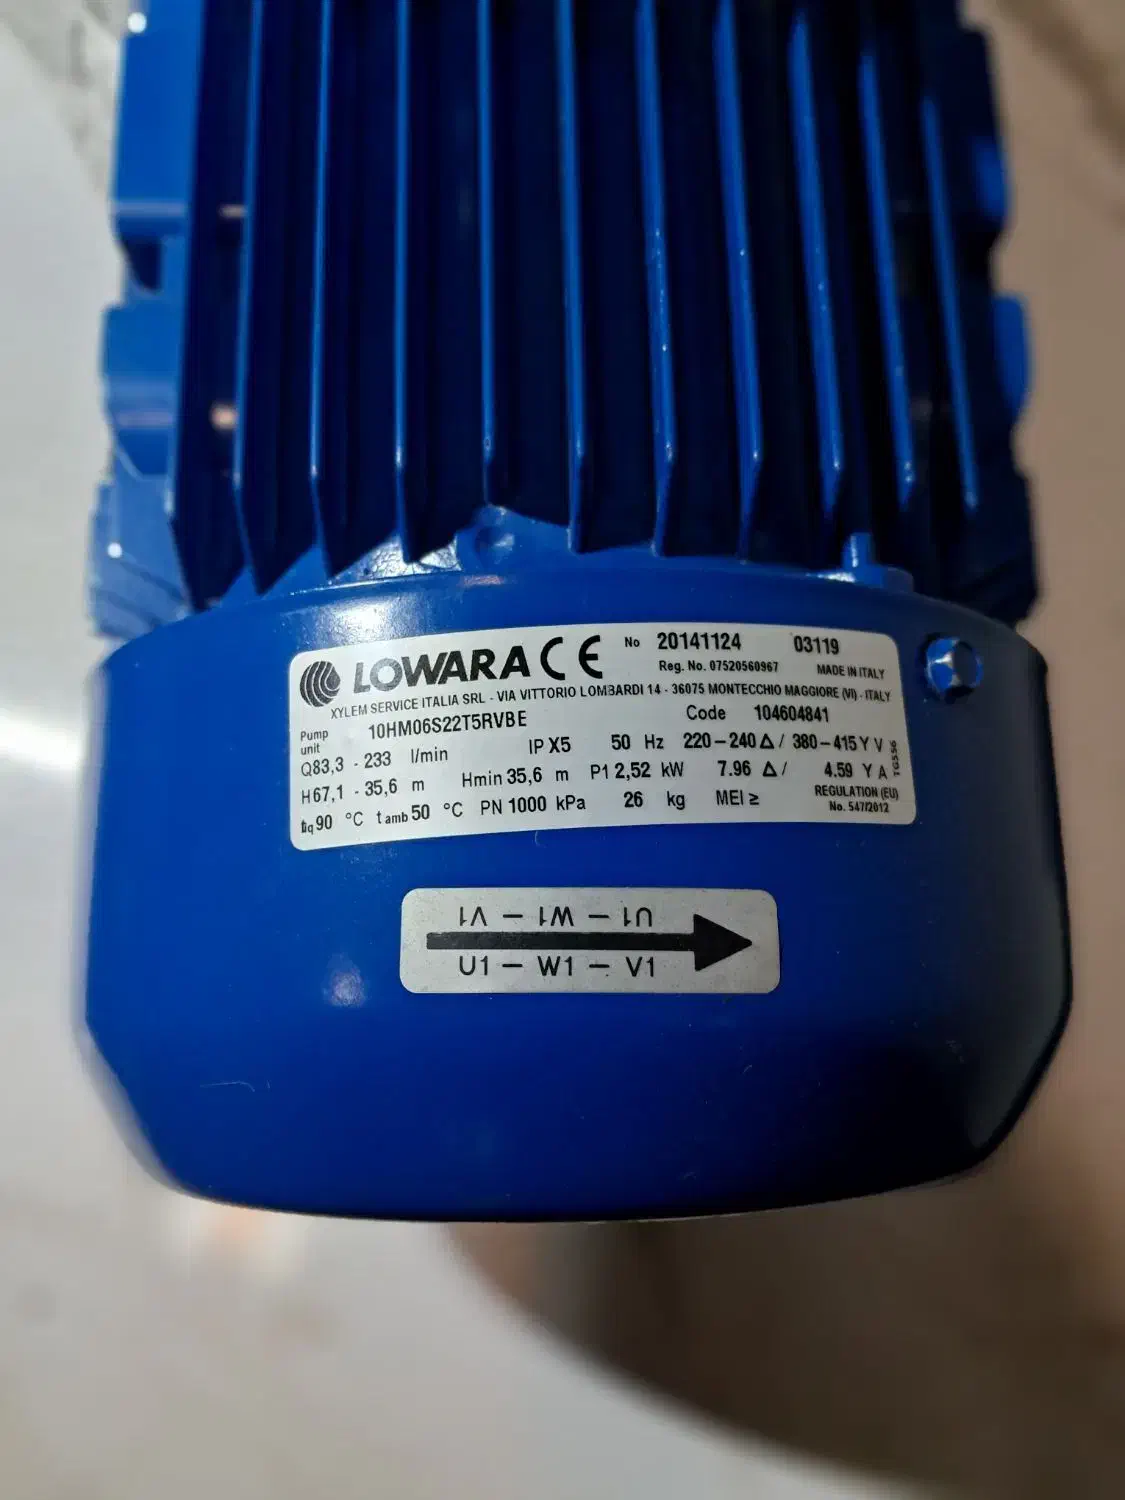 LOWARA CE No 20141124 03119
Reg. No. 07520560967 MADE IN ITALY
XYLEM SERVICE ITALIA SRL - VIA VITTORIO LOMBARDI 14 - 36075 MONTECCHIO MAGGIORE (VI) - ITALY
Pump unit 10HM06S22T5RVBE Code 104604841
Q83,3 - 233 l/min IP X5 50 Hz 220-240 Δ / 380-415 Y V
H67,1 - 35,6 m Hmin 35,6 m P1 2,52 kW 7.96 Δ / 4.59 Y A
tliq 90 °C tamb 50 °C PN 1000 kPa 26 kg MEI ≥ REGULATION (EU) No. 547/2012
TG556
U1 - W1 - V1
U1 - W1 - V1